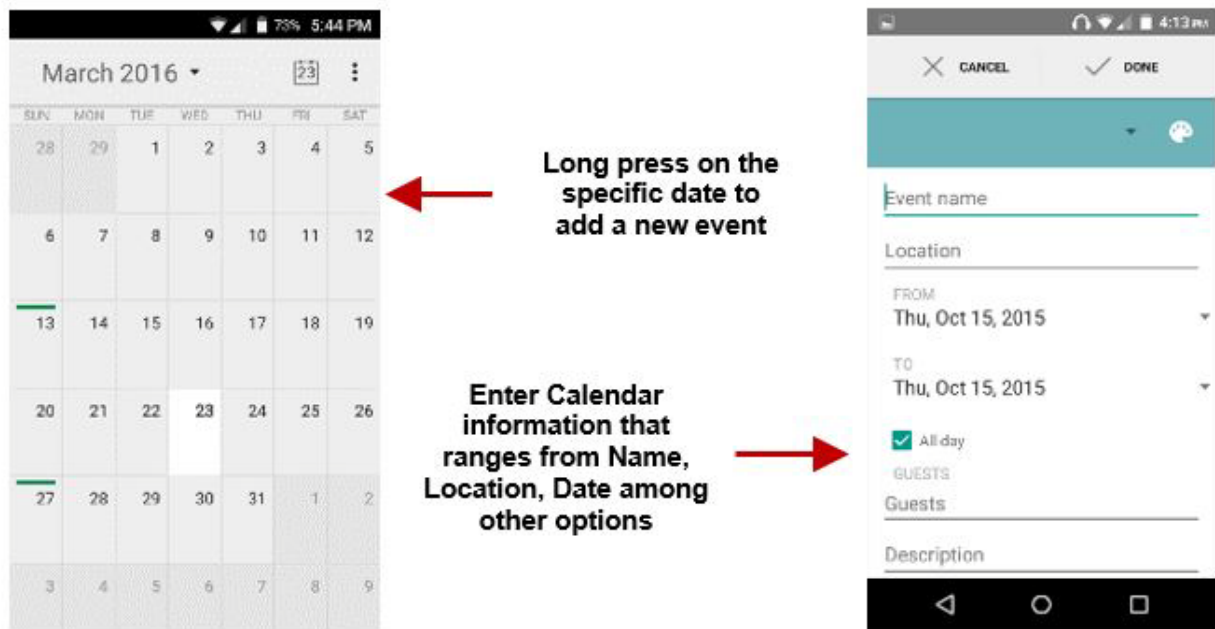 73% 5:44 PM
March 2016
23
SUN MON TUE WED THU FRI SAT
28 29 1 2 3 4 5
6 7 8 9 10 11 12
13 14 15 16 17 18 19
20 21 22 23 24 25 26
27 28 29 30 31 1 2
3 4 5 6 7 8 9
Long press on the
specific date to
add a new event
Enter Calendar
information that
ranges from Name,
Location, Date among
other options
4:13 PM
CANCEL DONE
Event name
Location
FROM
Thu, Oct 15, 2015
TO
Thu, Oct 15, 2015
All day
GUESTS
Guests
Description